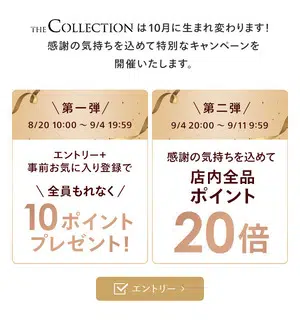 THE COLLECTION は10月に生まれ変わります！
感謝の気持ちを込めて特別なキャンペーンを
開催いたします。
＼ 第一弾 ／
8/20 10:00 ～ 9/4 19:59
エントリー+
事前お気に入り登録で
＼ 全員もれなく ／
10ポイント
プレゼント！
＼ 第二弾 ／
9/4 20:00 ～ 9/11 9:59
感謝の気持ちを込めて
店内全品
ポイント
20倍
エントリー >